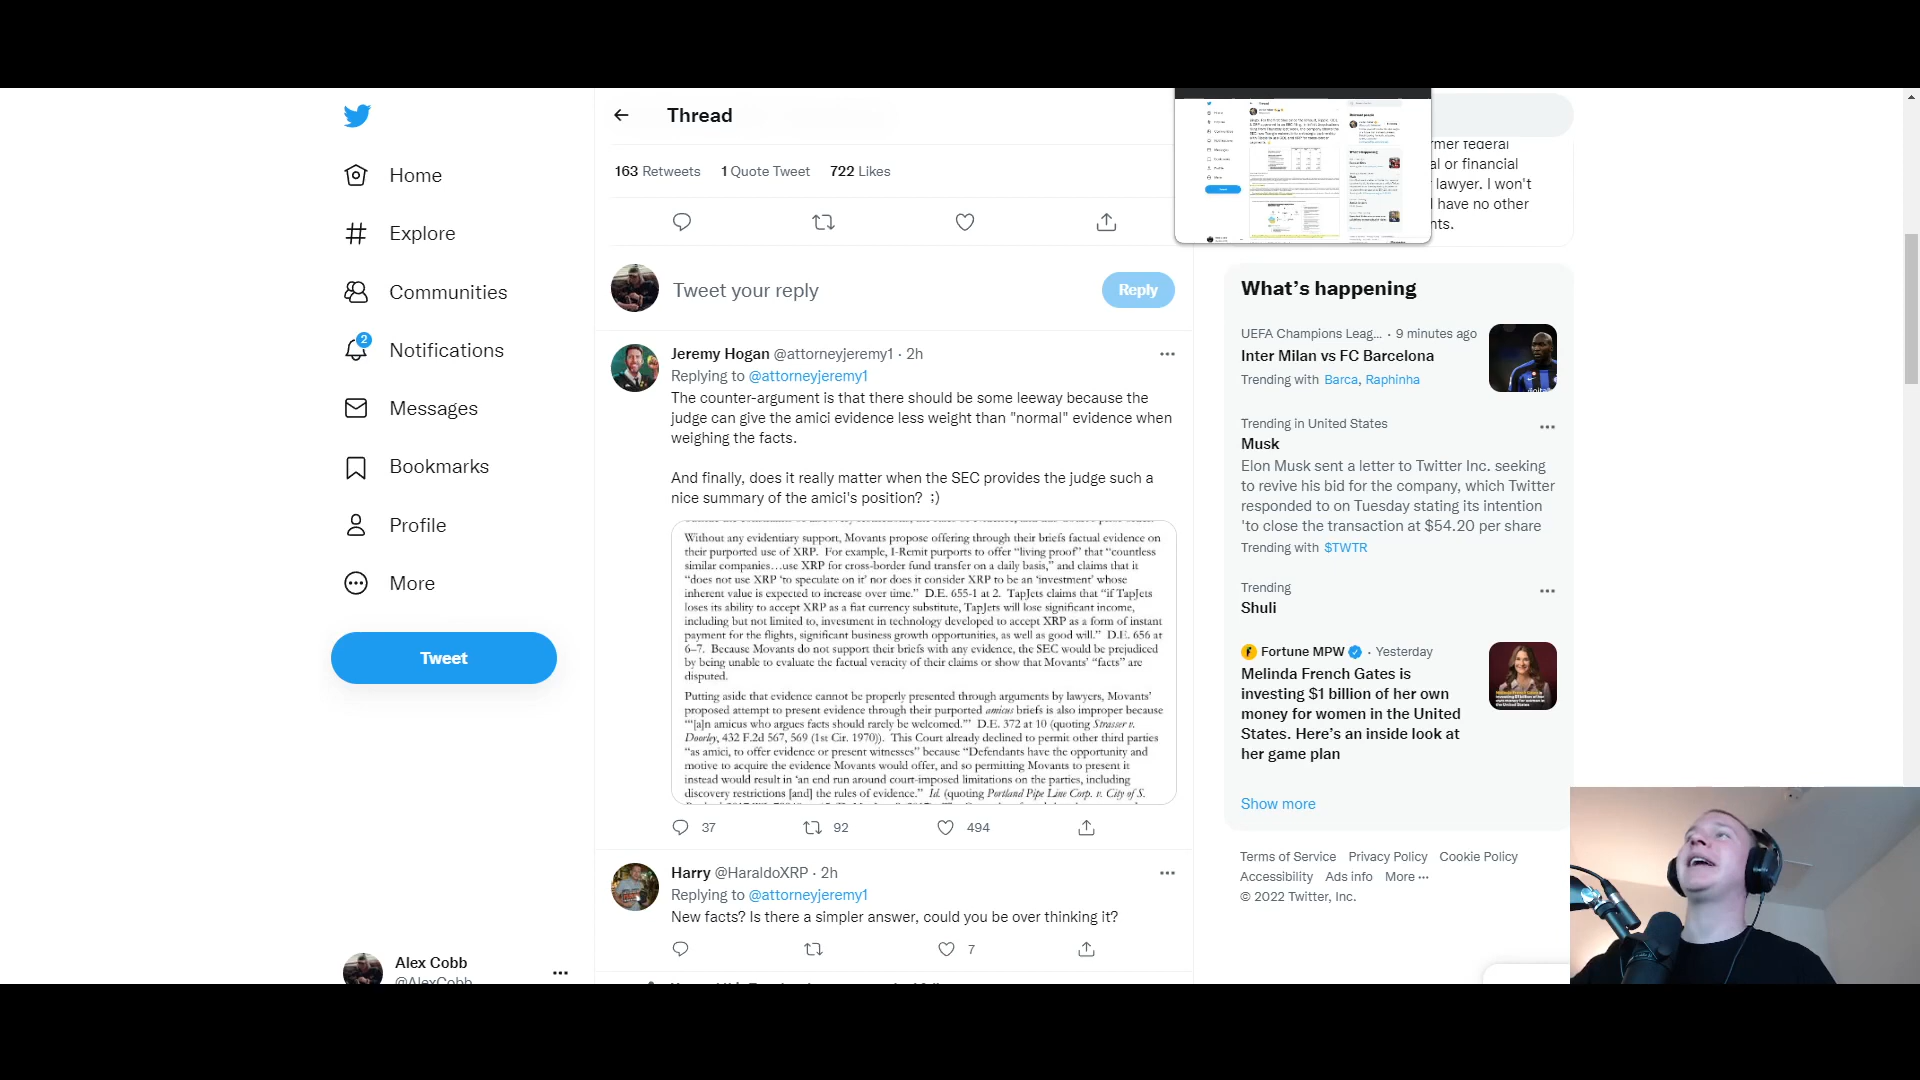 Thread
163 Retweets 1 Quote Tweet 722 Likes
Home
Explore
Communities
2
Notifications
Messages
Bookmarks
Profile
More
Tweet
Alex Cobb
@AlexCobb
Tweet your reply
Reply
Jeremy Hogan @attorneyjeremy1 · 2h
Replying to @attorneyjeremy1
The counter-argument is that there should be some leeway because the
judge can give the amici evidence less weight than "normal" evidence when
weighing the facts.
And finally, does it really matter when the SEC provides the judge such a
nice summary of the amici's position? ;)
Without any evidentiary support, Movants propose offering through their briefs factual evidence on
their purported use of XRP. For example, I-Remit purports to offer “living proof” that “countless
similar companies…use XRP for cross-border fund transfer on a daily basis,” and claims that it
“does not use XRP ‘to speculate on it’ nor does it consider XRP to be an ‘investment’ whose
inherent value is expected to increase over time.” D.E. 655-1 at 2. TapJets claims that “if TapJets
loses its ability to accept XRP as a fiat currency substitute, TapJets will lose significant income,
including but not limited to, investment in technology developed to accept XRP as a form of instant
payment for the flights, significant business growth opportunities, as well as good will.” D.E. 656 at
6–7. Because Movants do not support their briefs with any evidence, the SEC would be prejudiced
by being unable to evaluate the factual veracity of their claims or show that Movants’ “facts” are
disputed.
Putting aside that evidence cannot be properly presented through arguments by lawyers, Movants’
proposed attempt to present evidence through their purported amicus briefs is also improper because
“‘[a]n amicus who argues facts should rarely be welcomed.’” D.E. 372 at 10 (quoting Strasser v.
Doorley, 432 F.2d 567, 569 (1st Cir. 1970)). This Court already declined to permit other third parties
“as amici, to offer evidence or present witnesses” because “Defendants have the opportunity and
motive to acquire the evidence Movants would offer, and so permitting Movants to present it
instead would result in ‘an end run around court-imposed limitations on the parties, including
discovery restrictions [and] the rules of evidence.” Id. (quoting Portland Pipe Line Corp. v. City of S.
37 92 494
Harry @HaraldoXRP · 2h
Replying to @attorneyjeremy1
New facts? Is there a simpler answer, could you be over thinking it?
7
federal
al or financial
lawyer. I won't
have no other
What’s happening
UEFA Champions Leag... · 9 minutes ago
Inter Milan vs FC Barcelona
Trending with Barca, Raphinha
Trending in United States
Musk
Elon Musk sent a letter to Twitter Inc. seeking
to revive his bid for the company, which Twitter
responded to on Tuesday stating its intention
'to close the transaction at $54.20 per share
Trending with $TWTR
Trending
Shuli
Fortune MPW · Yesterday
Melinda French Gates is
investing $1 billion of her own
money for women in the United
States. Here’s an inside look at
her game plan
Show more
Terms of Service Privacy Policy Cookie Policy
Accessibility Ads info More ···
© 2022 Twitter, Inc.